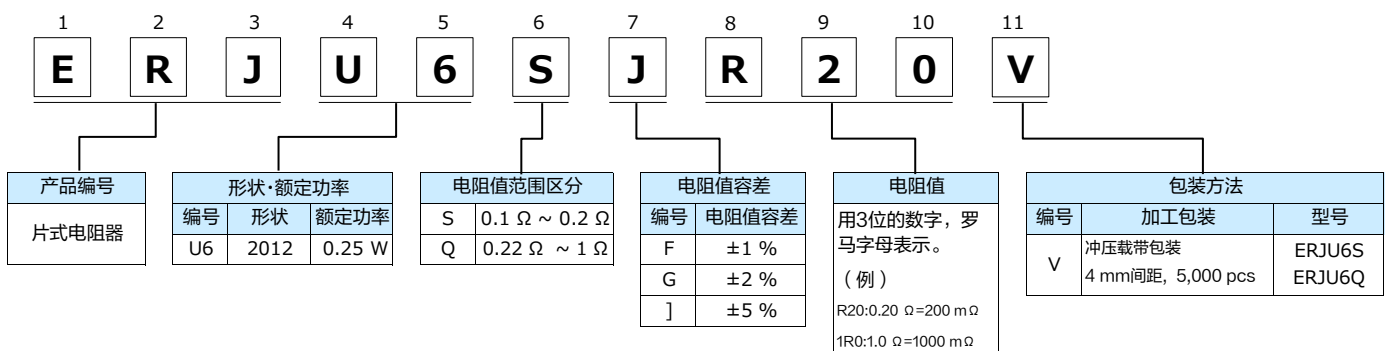 1 2 3 4 5 6 7 8 9 10 11
E R J U 6 S J R 2 0 V
产品编号
片式电阻器
形状·额定功率
编号 形状 额定功率
U6 2012 0.25 W
电阻值范围区分
S 0.1 Ω ~ 0.2 Ω
Q 0.22 Ω ~ 1 Ω
电阻值容差
编号 电阻值容差
F ±1 %
G ±2 %
] ±5 %
电阻值
用3位的数字，罗
马字母表示。
（例）
R20:0.20 Ω=200 mΩ
1R0:1.0 Ω=1000 mΩ
包装方法
编号 加工包装 型号
V 冲压载带包装 ERJU6S
4 mm间距, 5,000 pcs ERJU6Q